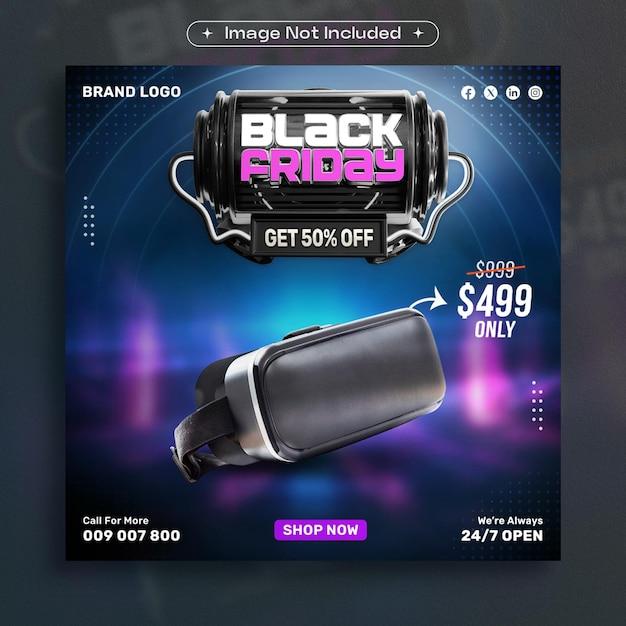 Image Not Included
BRAND LOGO
BLACK
FRIDAY
GET 50% OFF
$999
$499
ONLY
Call For More
009 007 800
SHOP NOW
We're Always
24/7 OPEN